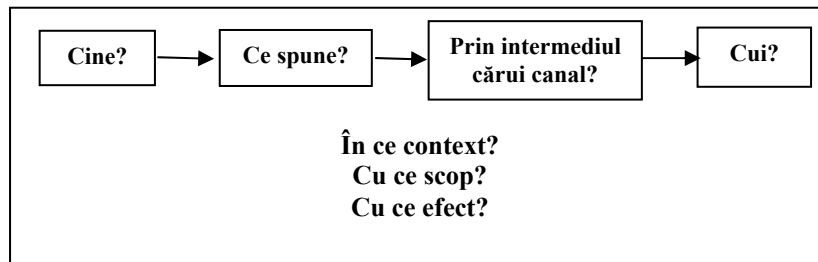 Cine?
Ce spune?
Prin intermediul
cărui canal?
Cui?
În ce context?
Cu ce scop?
Cu ce efect?